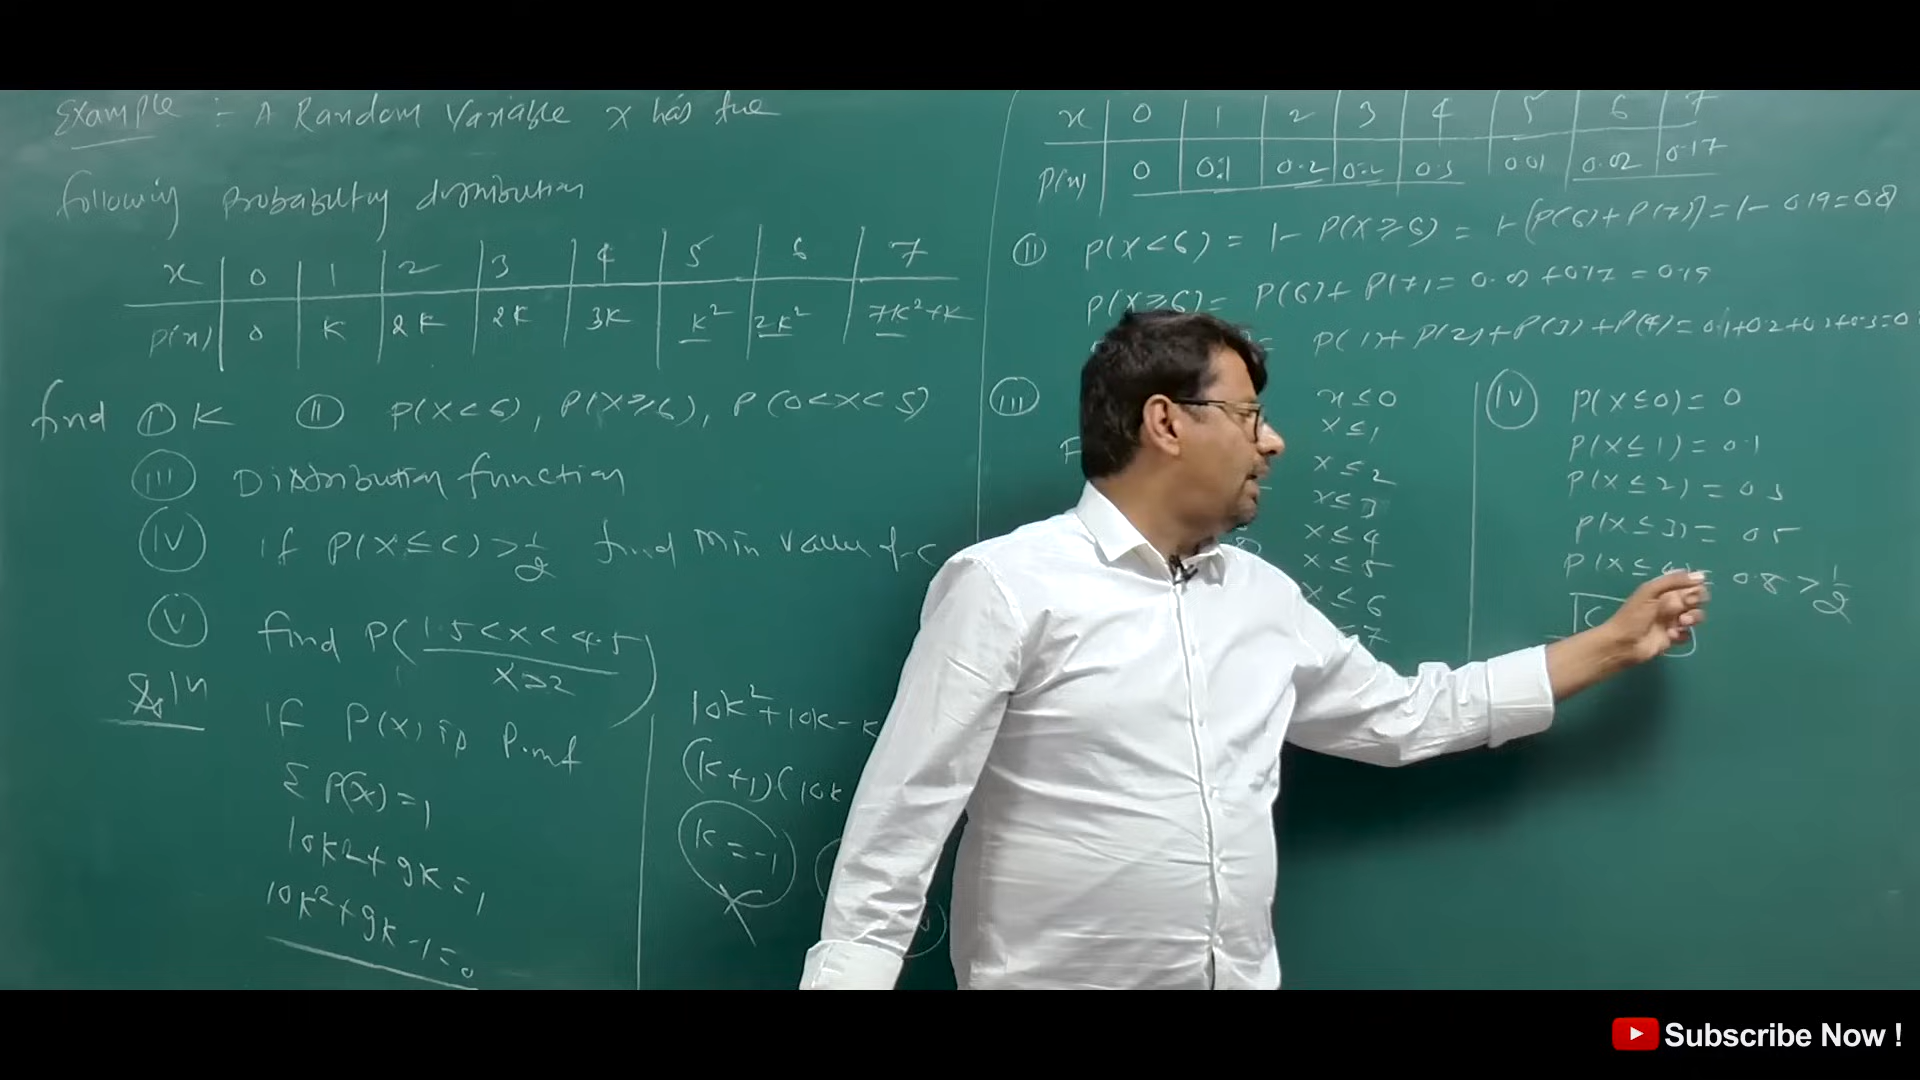 Example :- A Random Variable x has the
following Probability distribution
x 0 1 2 3 4 5 6 7
p(x) 0 K 2K 2K 3K K² 2K² 7K²+K
find (I) K (II) P(X<6), P(X≥6), P(0<X<5)
(III) Distribution function
(IV) if P(X≤C)>1/2 find Min Value of C
(V) find P(1.5<X<4.5 / X>2)
Soln
if P(X) is P.m.f
Σ P(X) = 1
10K²+9K=1
10K²+9K-1=0
10K²+10K-K
(K+1)(10K
K=-1
x 0 1 2 3 4 5 6 7
P(x) 0 0.1 0.2 0.2 0.3 0.01 0.02 0.17
(II) P(X<6) = 1- P(X≥6) = 1-[P(6)+P(7)]=1-0.19=0.8
P(X≥6)= P(6)+P(7)= 0.02+0.17=0.19
= P(1)+P(2)+P(3)+P(4)=0.1+0.2+0.2+0.3=0.
(III)
F
x≤0
x≤1
x≤2
x≤3
x≤4
x≤5
x≤6
≤7
(IV) P(X≤0)=0
P(X≤1)=0.1
P(X≤2)=0.3
P(X≤3)=0.5
P(X≤4)=0.8>1/2
C
Subscribe Now !